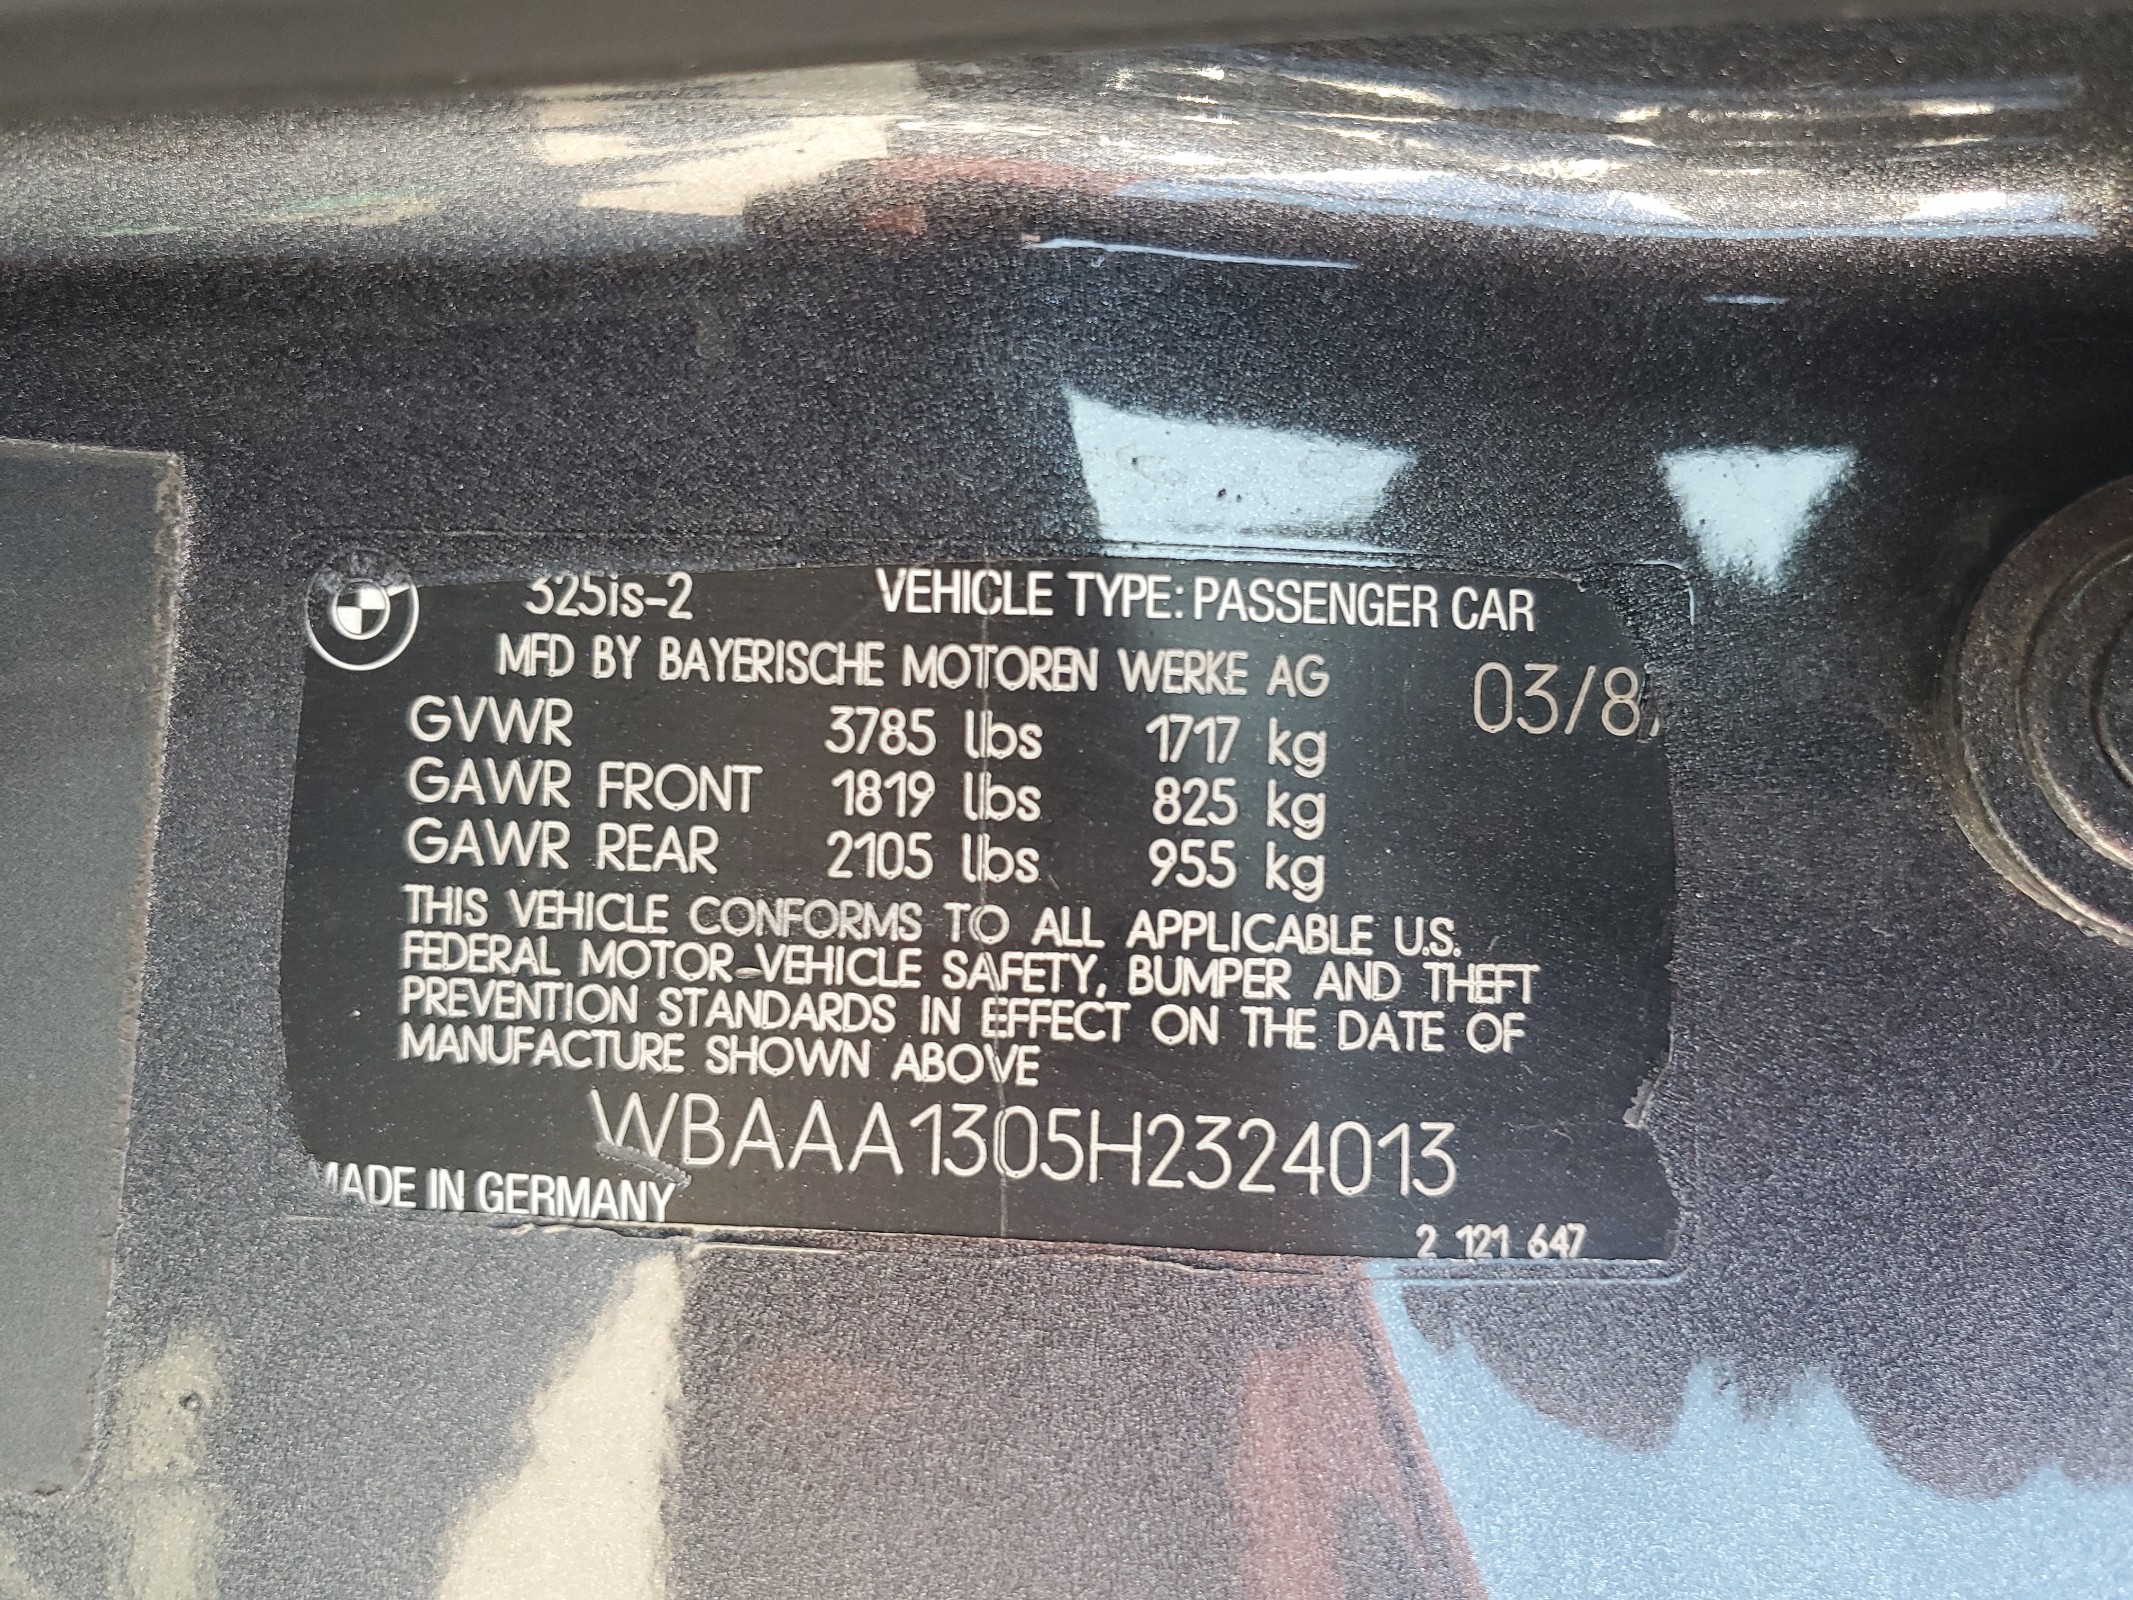 325is-2 VEHICLE TYPE: PASSENGER CAR
MFD BY BAYERISCHE MOTOREN WERKE AG
03/8
GVWR 3785 lbs 1717 kg
GAWR FRONT 1819 lbs 825 kg
GAWR REAR 2105 lbs 955 kg
THIS VEHICLE CONFORMS TO ALL APPLICABLE U.S.
FEDERAL MOTOR VEHICLE SAFETY, BUMPER AND THEFT
PREVENTION STANDARDS IN EFFECT ON THE DATE OF
MANUFACTURE SHOWN ABOVE
WBAAA1305H2324013
MADE IN GERMANY
2 121 647